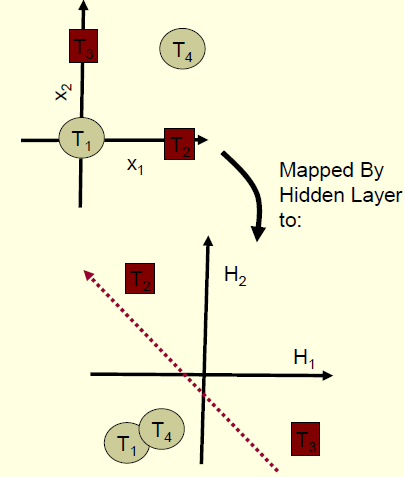 T3
T4
x2
T1
T2
x1
Mapped By
Hidden Layer
to:
T2
H2
H1
T1
T4
T3